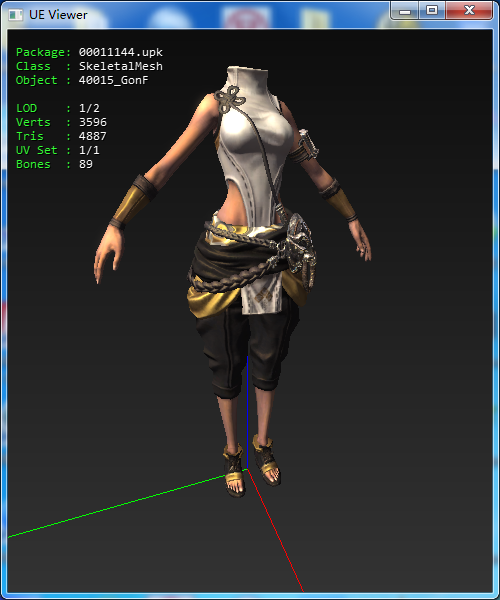 UE Viewer
Package: 00011144.upk
Class : SkeletalMesh
Object : 40015_GonF
LOD : 1/2
Verts : 3596
Tris : 4887
UV Set : 1/1
Bones : 89